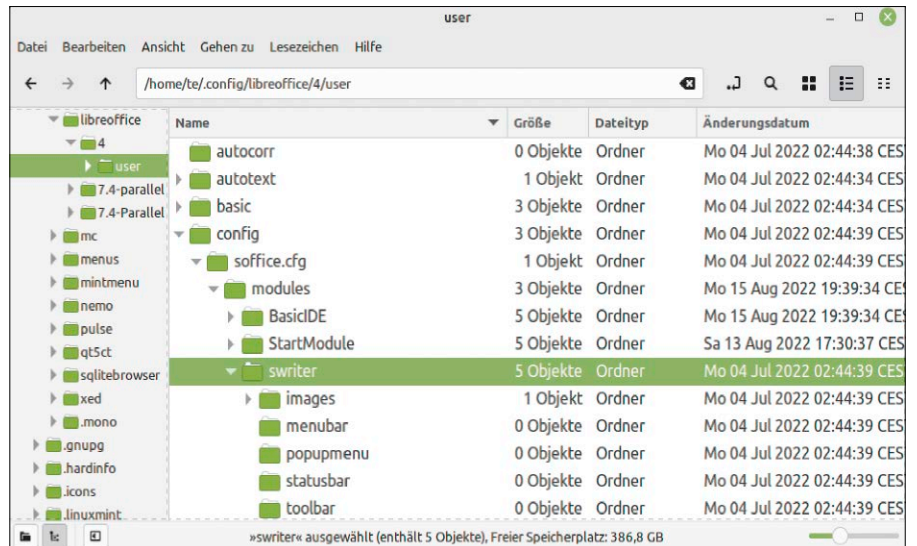 user
Datei Bearbeiten Ansicht Gehen zu Lesezeichen Hilfe
/home/te/.config/libreoffice/4/user
libreoffice
4
user
7.4-parallel
7.4-Parallel
mc
menus
mintmenu
nemo
pulse
qt5ct
sqlitebrowser
xed
.mono
.gnupg
.hardinfo
.icons
.linuxmint
Name Größe Dateityp Änderungsdatum
autocorr 0 Objekte Ordner Mo 04 Jul 2022 02:44:38 CES
autotext 1 Objekt Ordner Mo 04 Jul 2022 02:44:34 CES
basic 3 Objekte Ordner Mo 04 Jul 2022 02:44:34 CES
config 3 Objekte Ordner Mo 04 Jul 2022 02:44:39 CES
soffice.cfg 1 Objekt Ordner Mo 04 Jul 2022 02:44:39 CES
modules 3 Objekte Ordner Mo 15 Aug 2022 19:39:34 CE
BasicIDE 5 Objekte Ordner Mo 15 Aug 2022 19:39:34 CE
StartModule 5 Objekte Ordner Sa 13 Aug 2022 17:30:37 CES
swriter 5 Objekte Ordner Mo 04 Jul 2022 02:44:39 CES
images 1 Objekt Ordner Mo 04 Jul 2022 02:44:39 CES
menubar 0 Objekte Ordner Mo 04 Jul 2022 02:44:39 CES
popupmenu 0 Objekte Ordner Mo 04 Jul 2022 02:44:39 CES
statusbar 0 Objekte Ordner Mo 04 Jul 2022 02:44:39 CES
toolbar 0 Objekte Ordner Mo 04 Jul 2022 02:44:39 CES
»swriter« ausgewählt (enthält 5 Objekte), Freier Speicherplatz: 386,8 GB